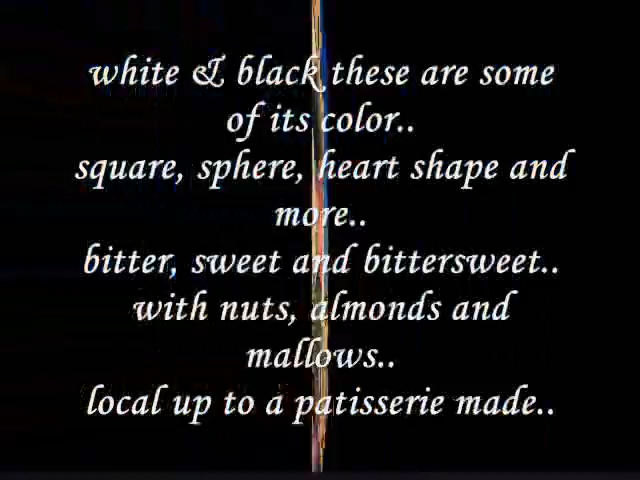 white & black these are some
of its color..
square, sphere, heart shape and
more..
bitter, sweet and bittersweet..
with nuts, almonds and
mallows..
local up to a patisserie made..